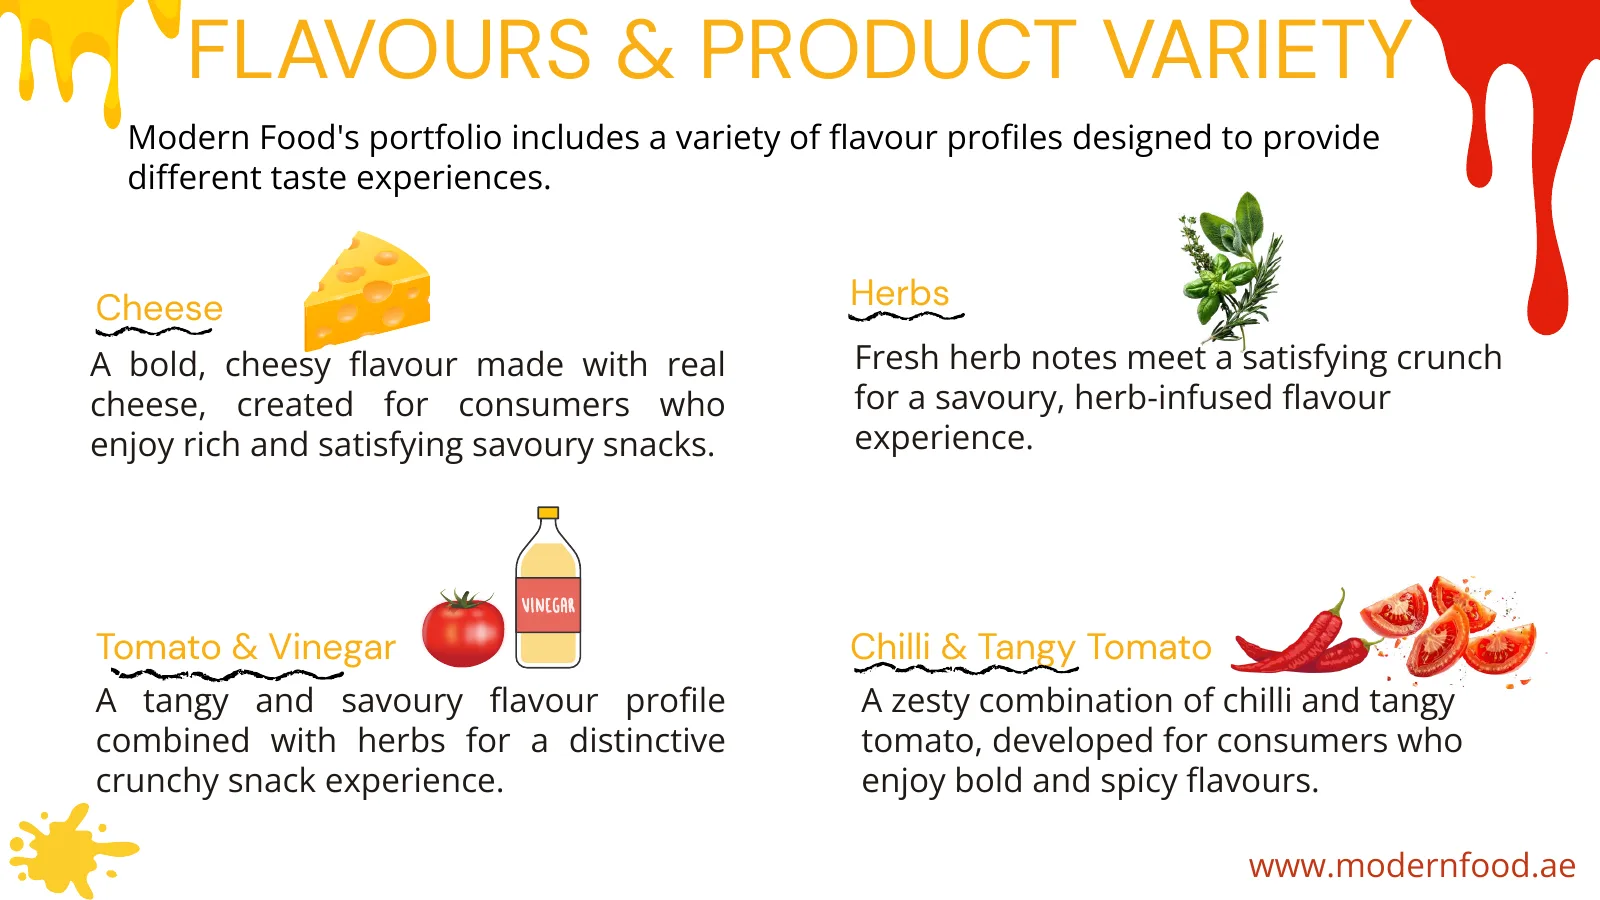 FLAVOURS & PRODUCT VARIETY
Modern Food's portfolio includes a variety of flavour profiles designed to provide
different taste experiences.
Cheese
A bold, cheesy flavour made with real
cheese, created for consumers who
enjoy rich and satisfying savoury snacks.
Herbs
Fresh herb notes meet a satisfying crunch
for a savoury, herb-infused flavour
experience.
VINEGAR
Tomato & Vinegar
A tangy and savoury flavour profile
combined with herbs for a distinctive
crunchy snack experience.
Chilli & Tangy Tomato
A zesty combination of chilli and tangy
tomato, developed for consumers who
enjoy bold and spicy flavours.
www.modernfood.ae